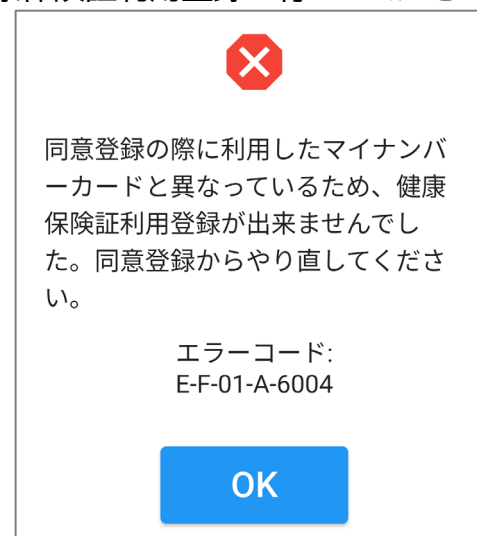 同意登録の際に利用したマイナンバ
ーカードと異なっているため、健康
保険証利用登録が出来ませんでし
た。同意登録からやり直してくださ
い。
エラーコード:
E-F-01-A-6004
OK